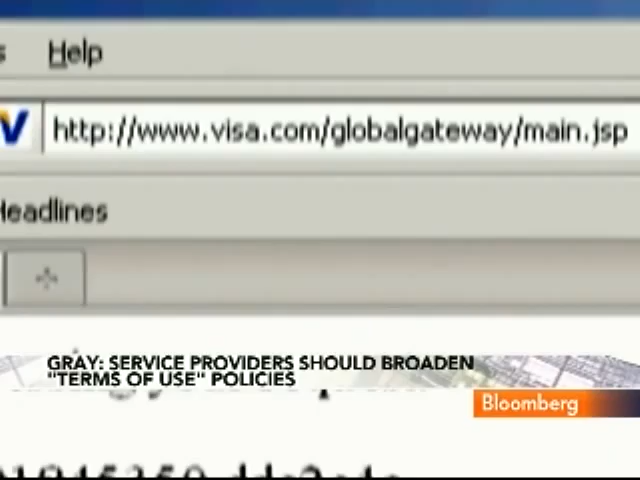 Help
http://www.visa.com/globalgateway/main.jsp
Headlines
GRAY: SERVICE PROVIDERS SHOULD BROADEN
"TERMS OF USE" POLICIES
Bloomberg